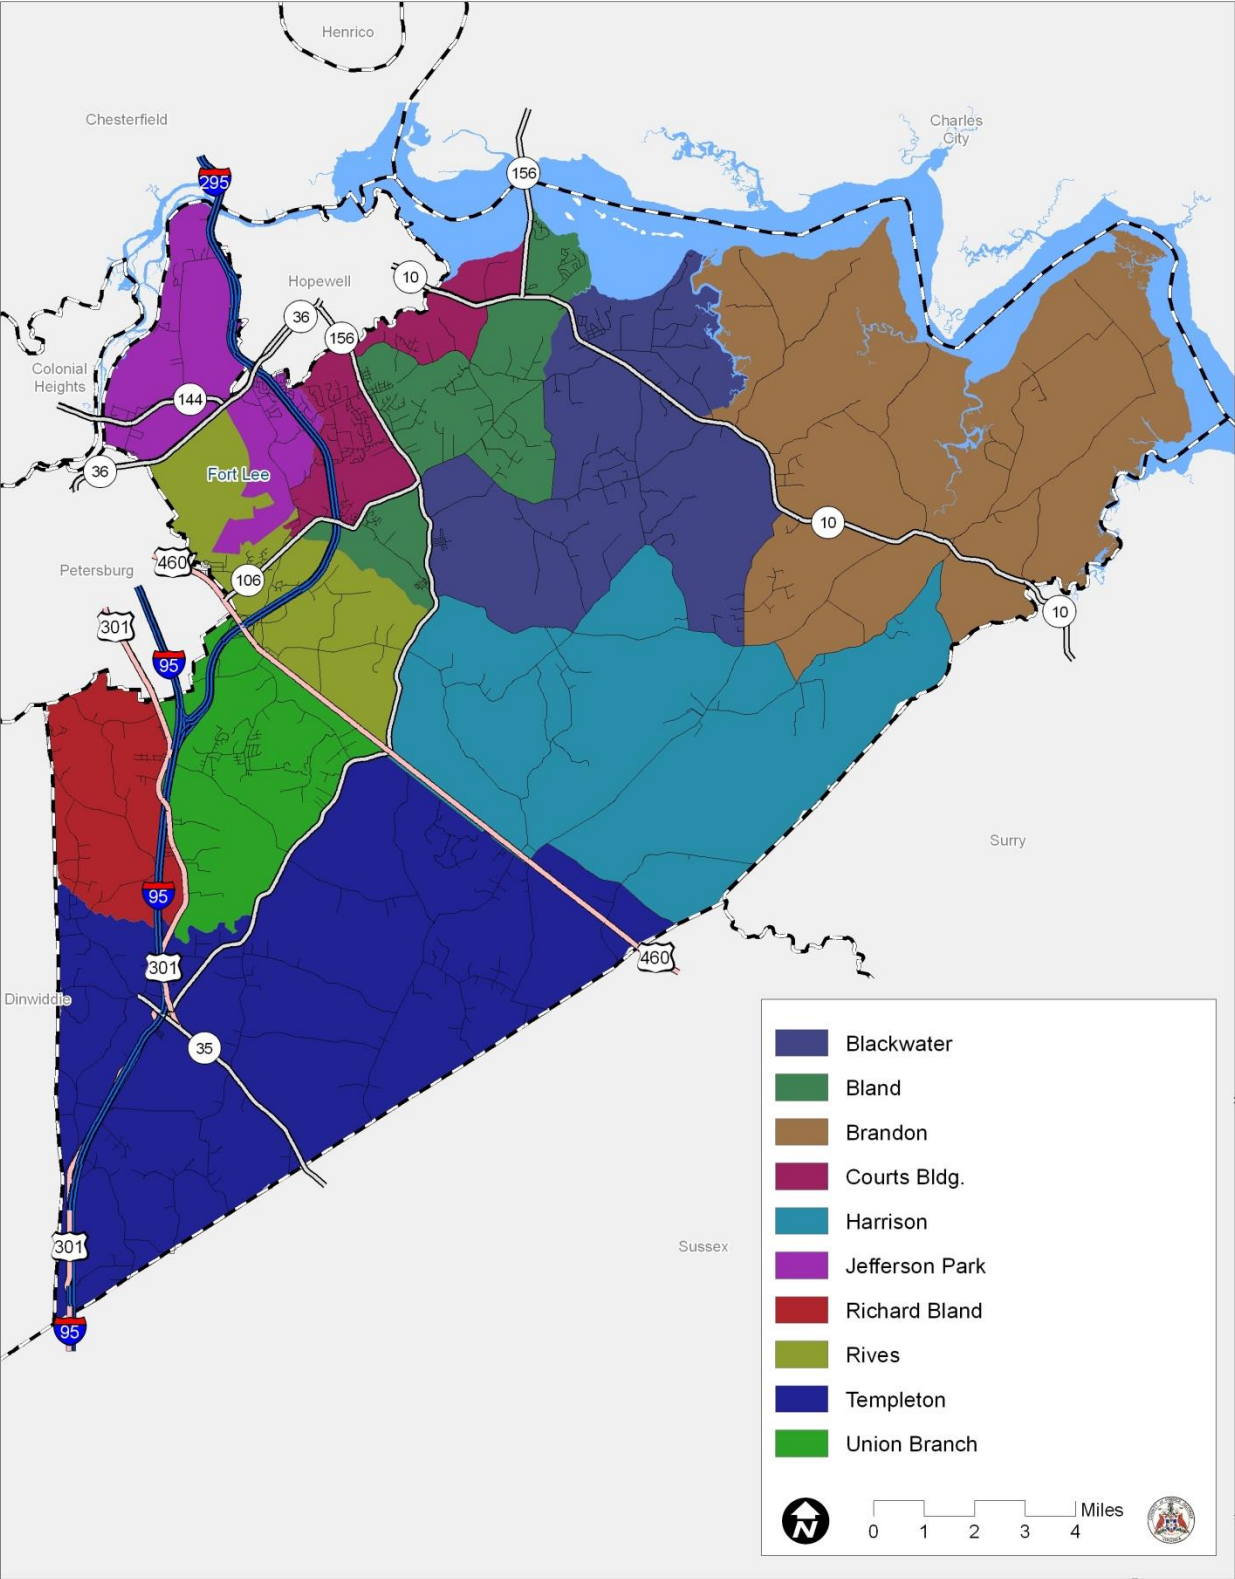 Henrico
Chesterfield
Charles
City
156
295
Hopewell
10
36
156
Colonial
Heights
144
36
Fort Lee
10
460
Petersburg
106
301
10
95
Surry
95
460
301
Dinwiddie
35
Sussex
301
95
Blackwater
Bland
Brandon
Courts Bldg.
Harrison
Jefferson Park
Richard Bland
Rives
Templeton
Union Branch
N
Miles
0 1 2 3 4